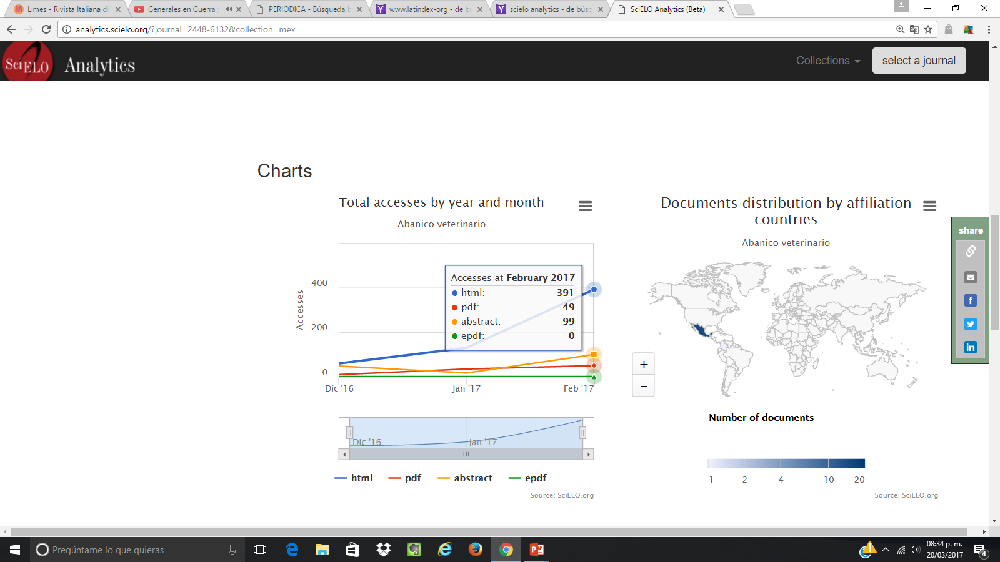 Limes - Rivista Italiana di
Generales en Guerra
PERIODICA - Búsqueda b
www.latindex-org - de bu
scielo analytics - de búsq
SciELO Analytics (Beta)
analytics.scielo.org/?journal=2448-6132&collection=mex
SciELO
Analytics
Collections
select a journal
Charts
Total accesses by year and month
Abanico veterinario
Accesses
400
200
0
Accesses at February 2017
html: 391
pdf: 49
abstract: 99
epdf: 0
Dic '16 Jan '17 Feb '17
Dic '16 Jan '17 ...
html pdf abstract epdf
Source: SciELO.org
Documents distribution by affiliation
countries
Abanico veterinario
+
−
Number of documents
1 2 4 10 20
Source: SciELO.org
share
Pregúntame lo que quieras
08:34 p. m.
20/03/2017
4